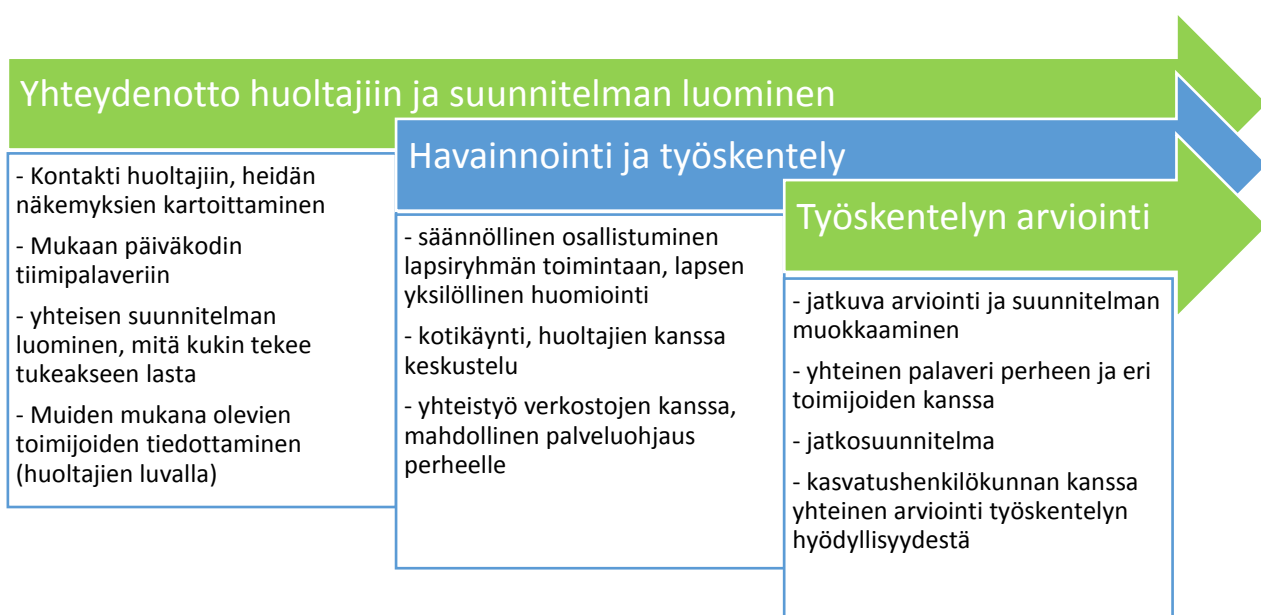 Yhteydenotto huoltajiin ja suunnitelman luominen
- Kontakti huoltajiin, heidän
näkemyksien kartoittaminen
- Mukaan päiväkodin
tiimipalaveriin
- yhteisen suunnitelman
luominen, mitä kukin tekee
tukeakseen lasta
- Muiden mukana olevien
toimijoiden tiedottaminen
(huoltajien luvalla)
Havainnointi ja työskentely
- säännöllinen osallistuminen
lapsiryhmän toimintaan, lapsen
yksilöllinen huomiointi
- kotikäynti, huoltajien kanssa
keskustelu
- yhteistyö verkostojen kanssa,
mahdollinen palveluohjaus
perheelle
Työskentelyn arviointi
- jatkuva arviointi ja suunnitelman
muokkaaminen
- yhteinen palaveri perheen ja eri
toimijoiden kanssa
- jatkosuunnitelma
- kasvatushenkilökunnan kanssa
yhteinen arviointi työskentelyn
hyödyllisyydestä